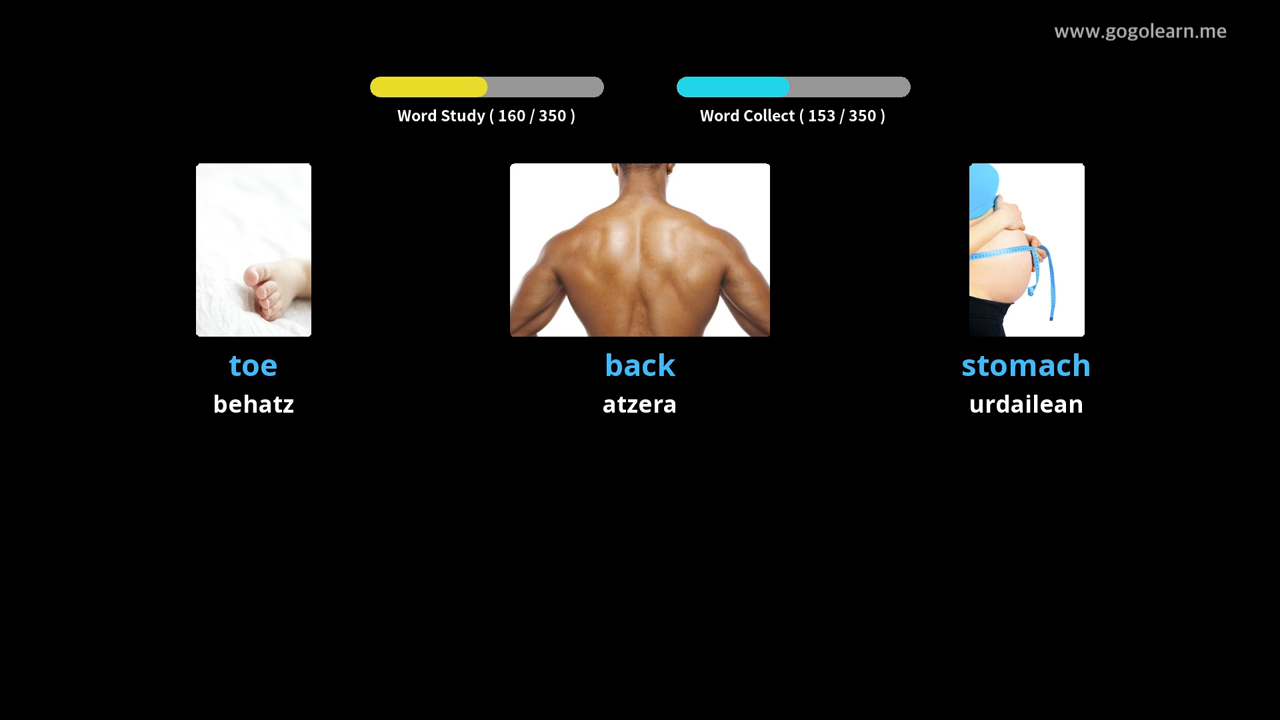 www.gogolearn.me
Word Study ( 160 / 350 )
Word Collect ( 153 / 350 )
toe
back
stomach
behatz
atzera
urdailean